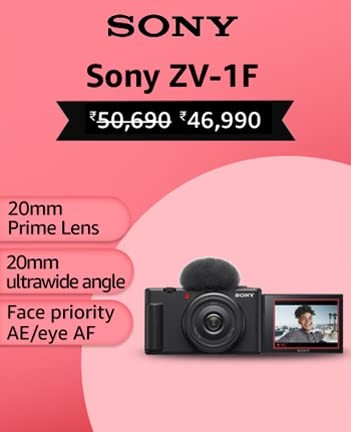 SONY
Sony ZV-1F
₹50,690 ₹46,990
20mm
Prime Lens
20mm
ultrawide angle
Face priority
AE/eye AF
SONY
SONY